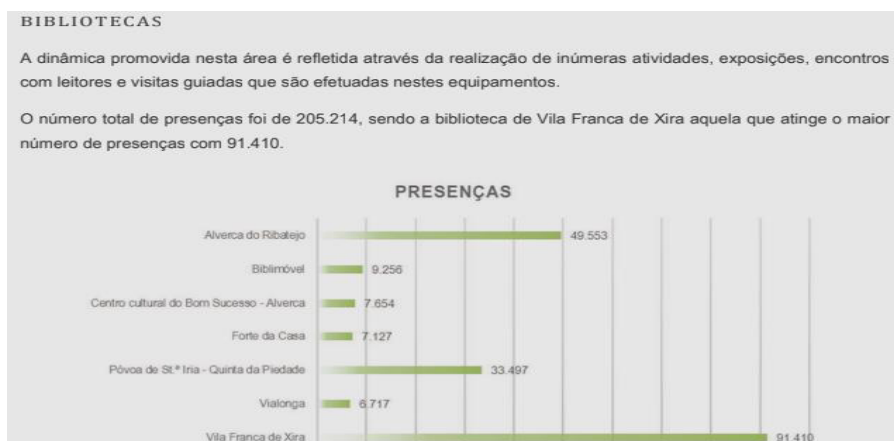 BIBLIOTECAS
A dinâmica promovida nesta área é refletida através da realização de inúmeras atividades, exposições, encontros
com leitores e visitas guiadas que são efetuadas nestes equipamentos.
O número total de presenças foi de 205.214, sendo a biblioteca de Vila Franca de Xira aquela que atinge o maior
número de presenças com 91.410.
PRESENÇAS
Alverca do Ribatejo 49.553
Biblimóvel 9.256
Centro cultural do Bom Sucesso - Alverca 7.654
Forte da Casa 7.127
Póvoa de St.ª Iria - Quinta da Piedade 33.497
Vialonga 6.717
Vila Franca de Xira 91.410